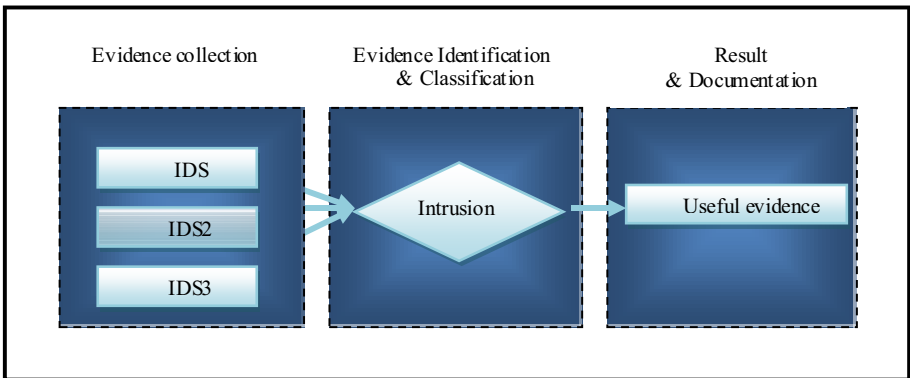 Evidence collection
Evidence Identification
& Classification
Result
& Documentation
IDS
IDS2
IDS3
Intrusion
Useful evidence